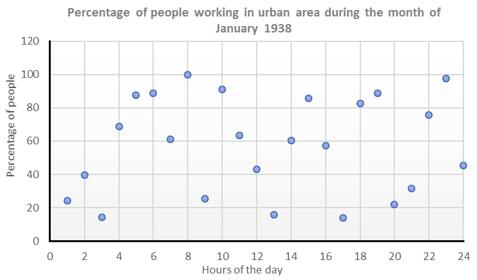 Percentage of people working in urban area during the month of
January 1938
120
100
80
60
40
20
0
Percentage of people
0 2 4 6 8 10 12 14 16 18 20 22 24
Hours of the day